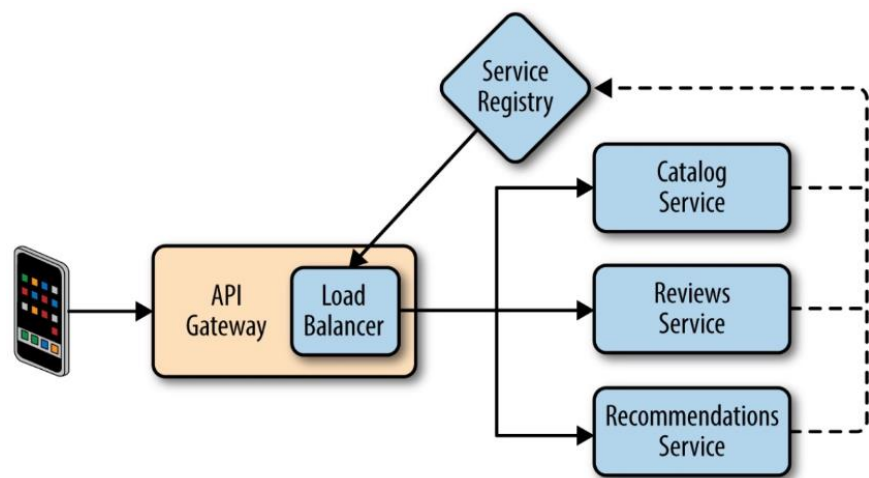 Service
Registry
Catalog
Service
API
Gateway
Load
Balancer
Reviews
Service
Recommendations
Service